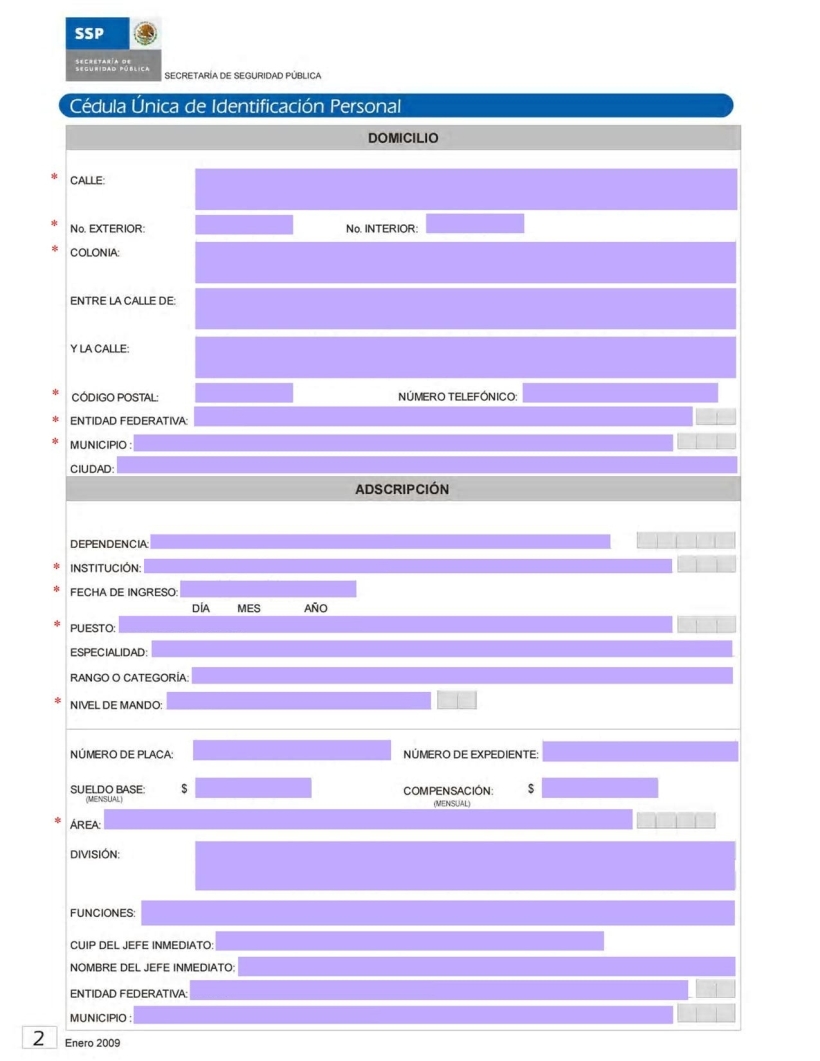 SSP
SECRETARÍA DE
SEGURIDAD PÚBLICA
SECRETARÍA DE SEGURIDAD PÚBLICA
Cédula Única de Identificación Personal
DOMICILIO
* CALLE:
* No. EXTERIOR: No. INTERIOR:
* COLONIA:
ENTRE LA CALLE DE:
Y LA CALLE:
* CÓDIGO POSTAL: NÚMERO TELEFÓNICO:
* ENTIDAD FEDERATIVA:
* MUNICIPIO :
CIUDAD:
ADSCRIPCIÓN
DEPENDENCIA:
* INSTITUCIÓN:
* FECHA DE INGRESO:
DÍA MES AÑO
* PUESTO:
ESPECIALIDAD:
RANGO O CATEGORÍA:
* NIVEL DE MANDO:
NÚMERO DE PLACA: NÚMERO DE EXPEDIENTE:
SUELDO BASE: $ COMPENSACIÓN: $
(MENSUAL) (MENSUAL)
* ÁREA:
DIVISIÓN:
FUNCIONES:
CUIP DEL JEFE INMEDIATO:
NOMBRE DEL JEFE INMEDIATO:
ENTIDAD FEDERATIVA:
MUNICIPIO :
2 Enero 2009